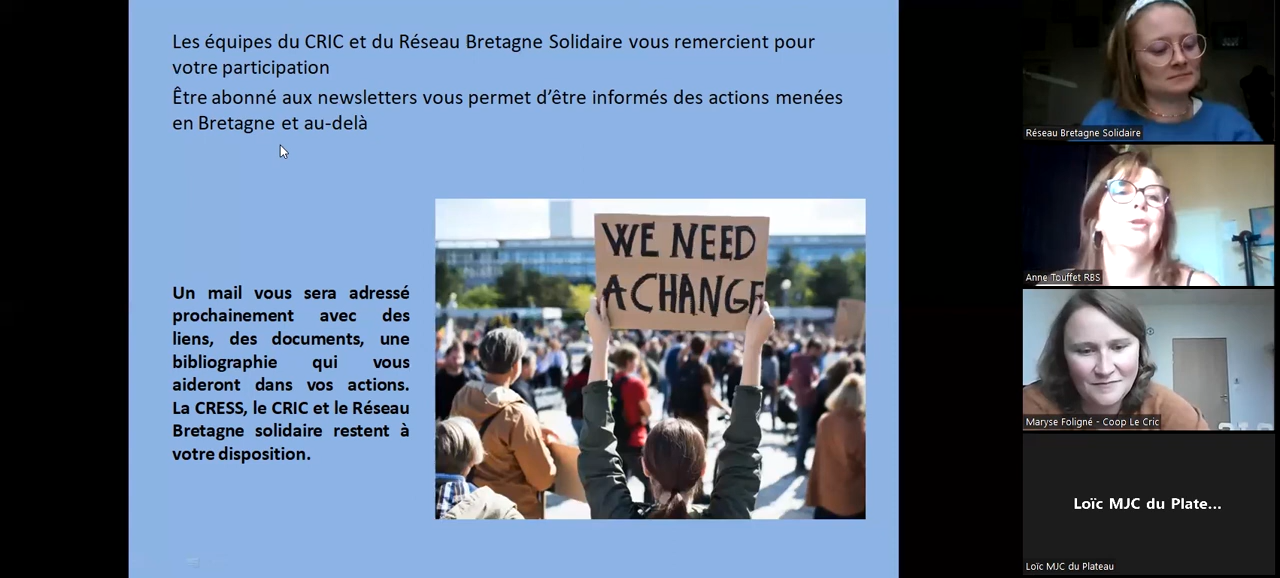 Les équipes du CRIC et du Réseau Bretagne Solidaire vous remercient pour
votre participation
Être abonné aux newsletters vous permet d’être informés des actions menées
en Bretagne et au-delà
Un mail vous sera adressé
prochainement avec des
liens, des documents, une
bibliographie qui vous
aideront dans vos actions.
La CRESS, le CRIC et le Réseau
Bretagne solidaire restent à
votre disposition.
WE NEED
A CHANGE
Réseau Bretagne Solidaire
Anne Touffet RBS
Maryse Foligné - Coop Le Cric
Loïc MJC du Plate...
Loïc MJC du Plateau